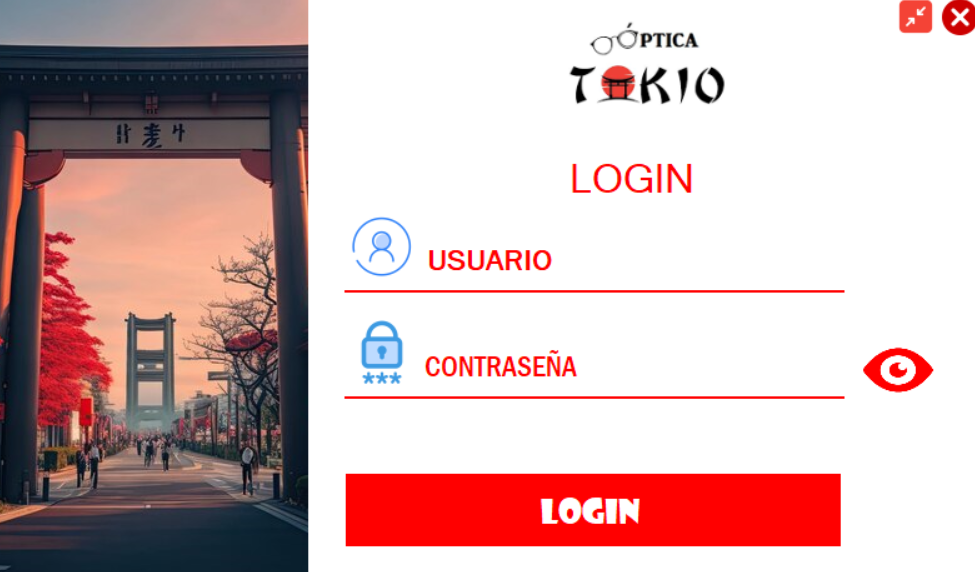 ÓPTICA
TOKIO
LOGIN
USUARIO
***
CONTRASEÑA
LOGIN